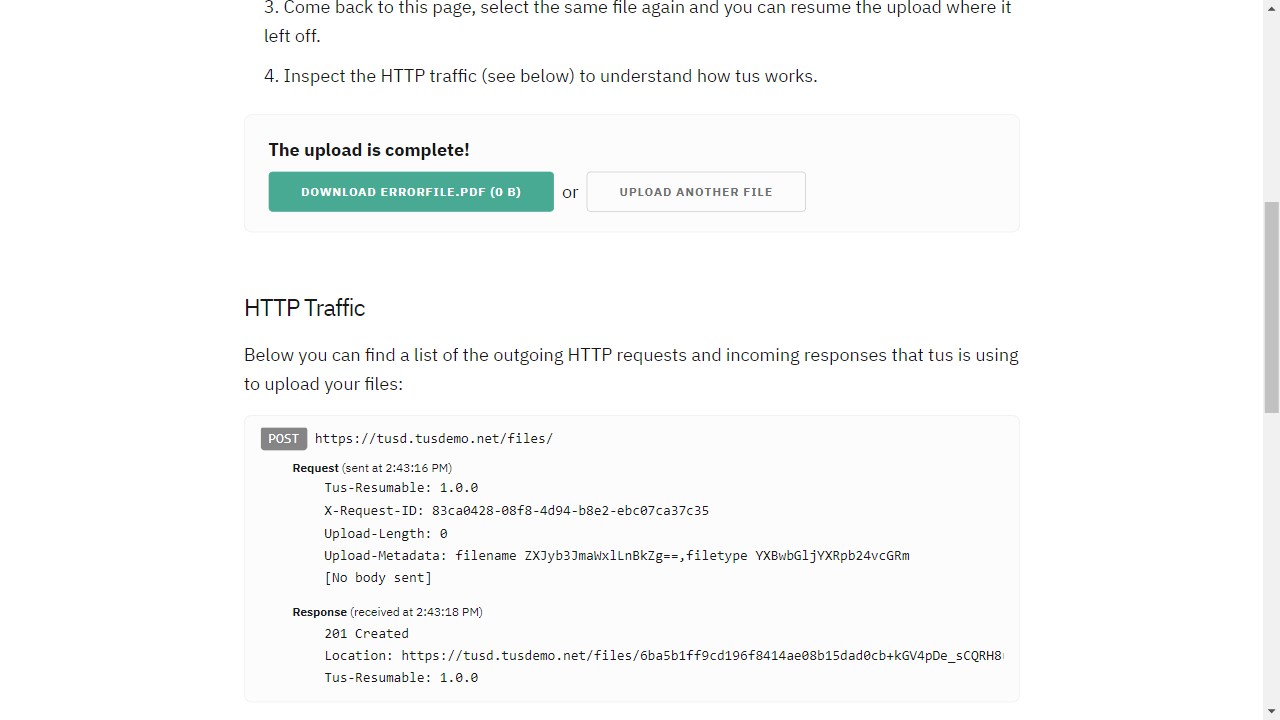 3. Come back to this page, select the same file again and you can resume the upload where it
left off.
4. Inspect the HTTP traffic (see below) to understand how tus works.
The upload is complete!
DOWNLOAD ERRORFILE.PDF (0 B) or UPLOAD ANOTHER FILE
HTTP Traffic
Below you can find a list of the outgoing HTTP requests and incoming responses that tus is using
to upload your files:
POST https://tusd.tusdemo.net/files/
Request (sent at 2:43:16 PM)
Tus-Resumable: 1.0.0
X-Request-ID: 83ca0428-08f8-4d94-b8e2-ebc07ca37c35
Upload-Length: 0
Upload-Metadata: filename ZXJyb3JmaWxlLnBkZg==,filetype YXBwbGljYXRpb24vcGRm
[No body sent]
Response (received at 2:43:18 PM)
201 Created
Location: https://tusd.tusdemo.net/files/6ba5b1ff9cd196f8414ae08b15dad0cb+kGV4pDe_sCQRH8
Tus-Resumable: 1.0.0